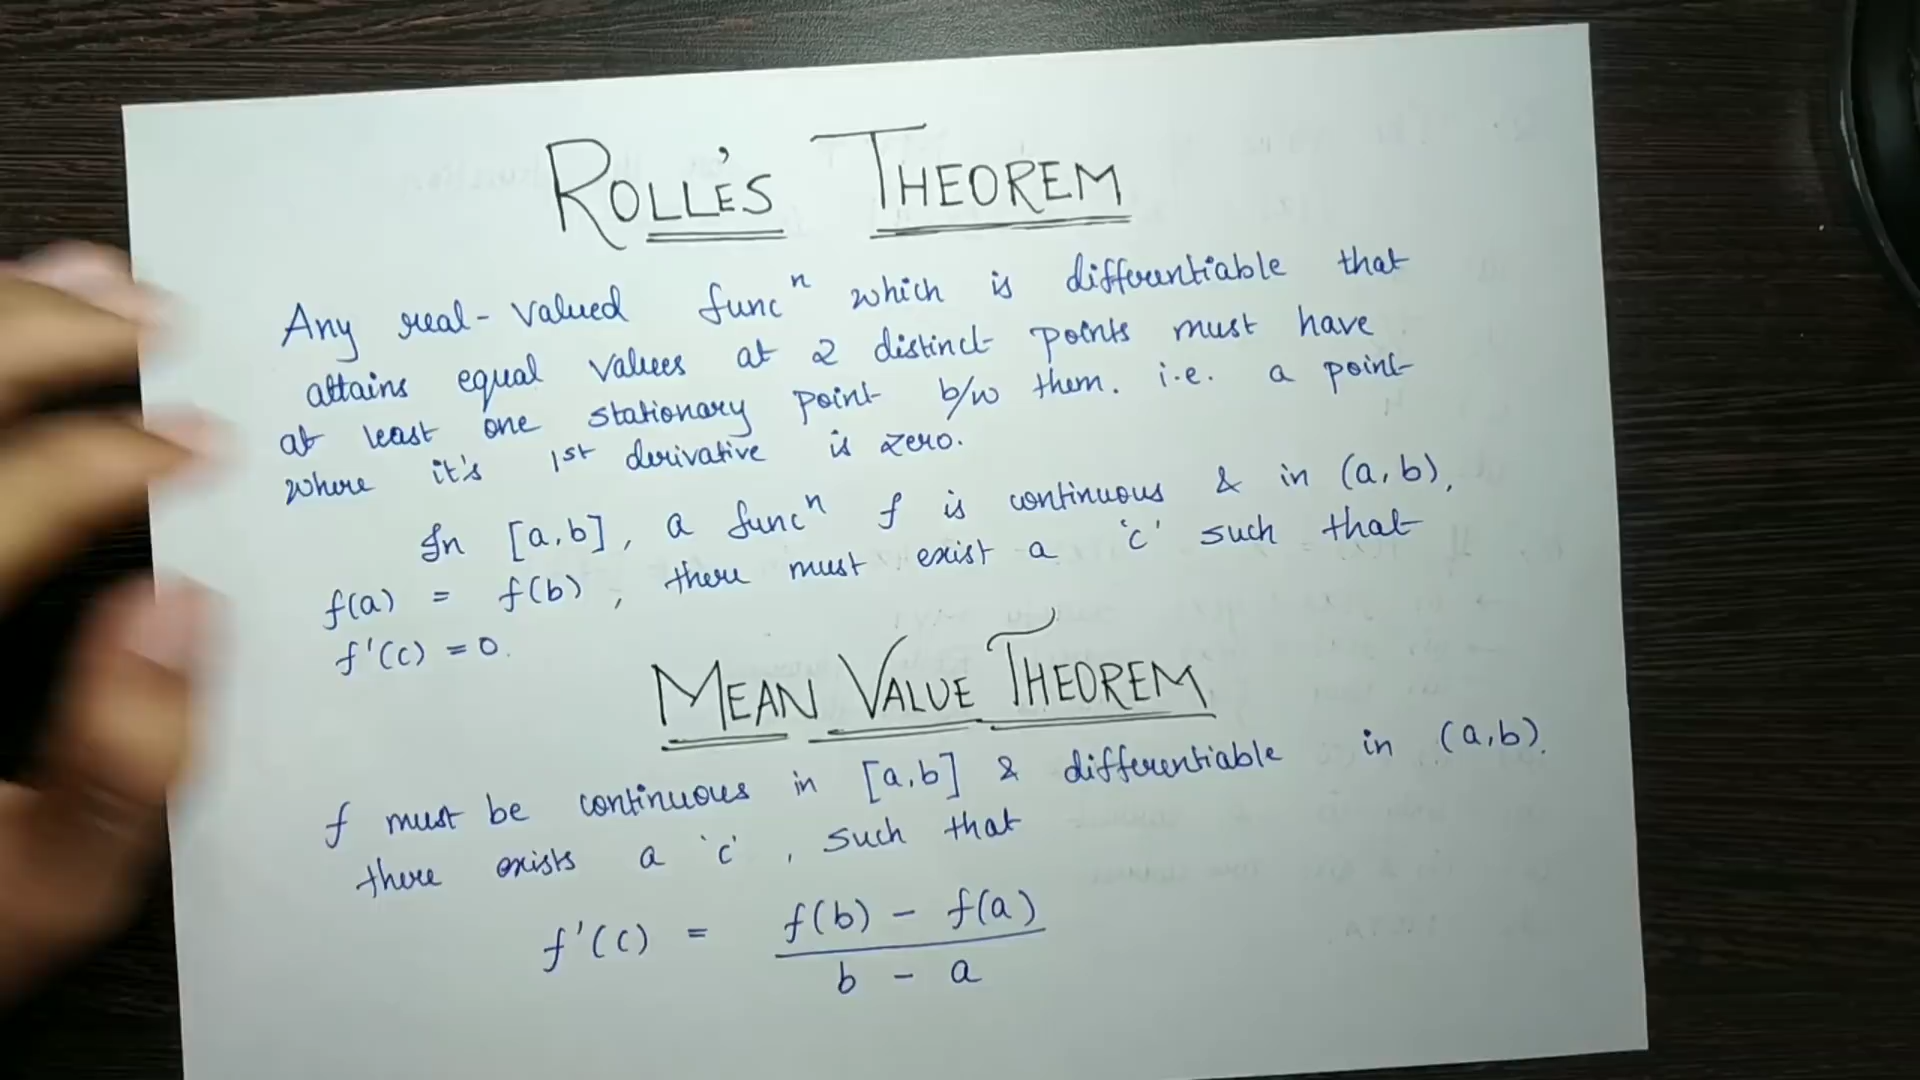 ROLLE'S THEOREM
Any real-valued funcⁿ which is differentiable that
attains equal values at 2 distinct points must have
at least one stationary point b/w them. i.e. a point
where it's 1st derivative is zero.
In [a,b], a funcⁿ f is continuous & in (a,b),
f(a) = f(b), there must exist a 'c' such that
f'(c) = 0.
MEAN VALUE THEOREM
f must be continuous in [a,b] & differentiable in (a,b).
there exists a 'c', such that
f'(c) = f(b) - f(a)
b - a